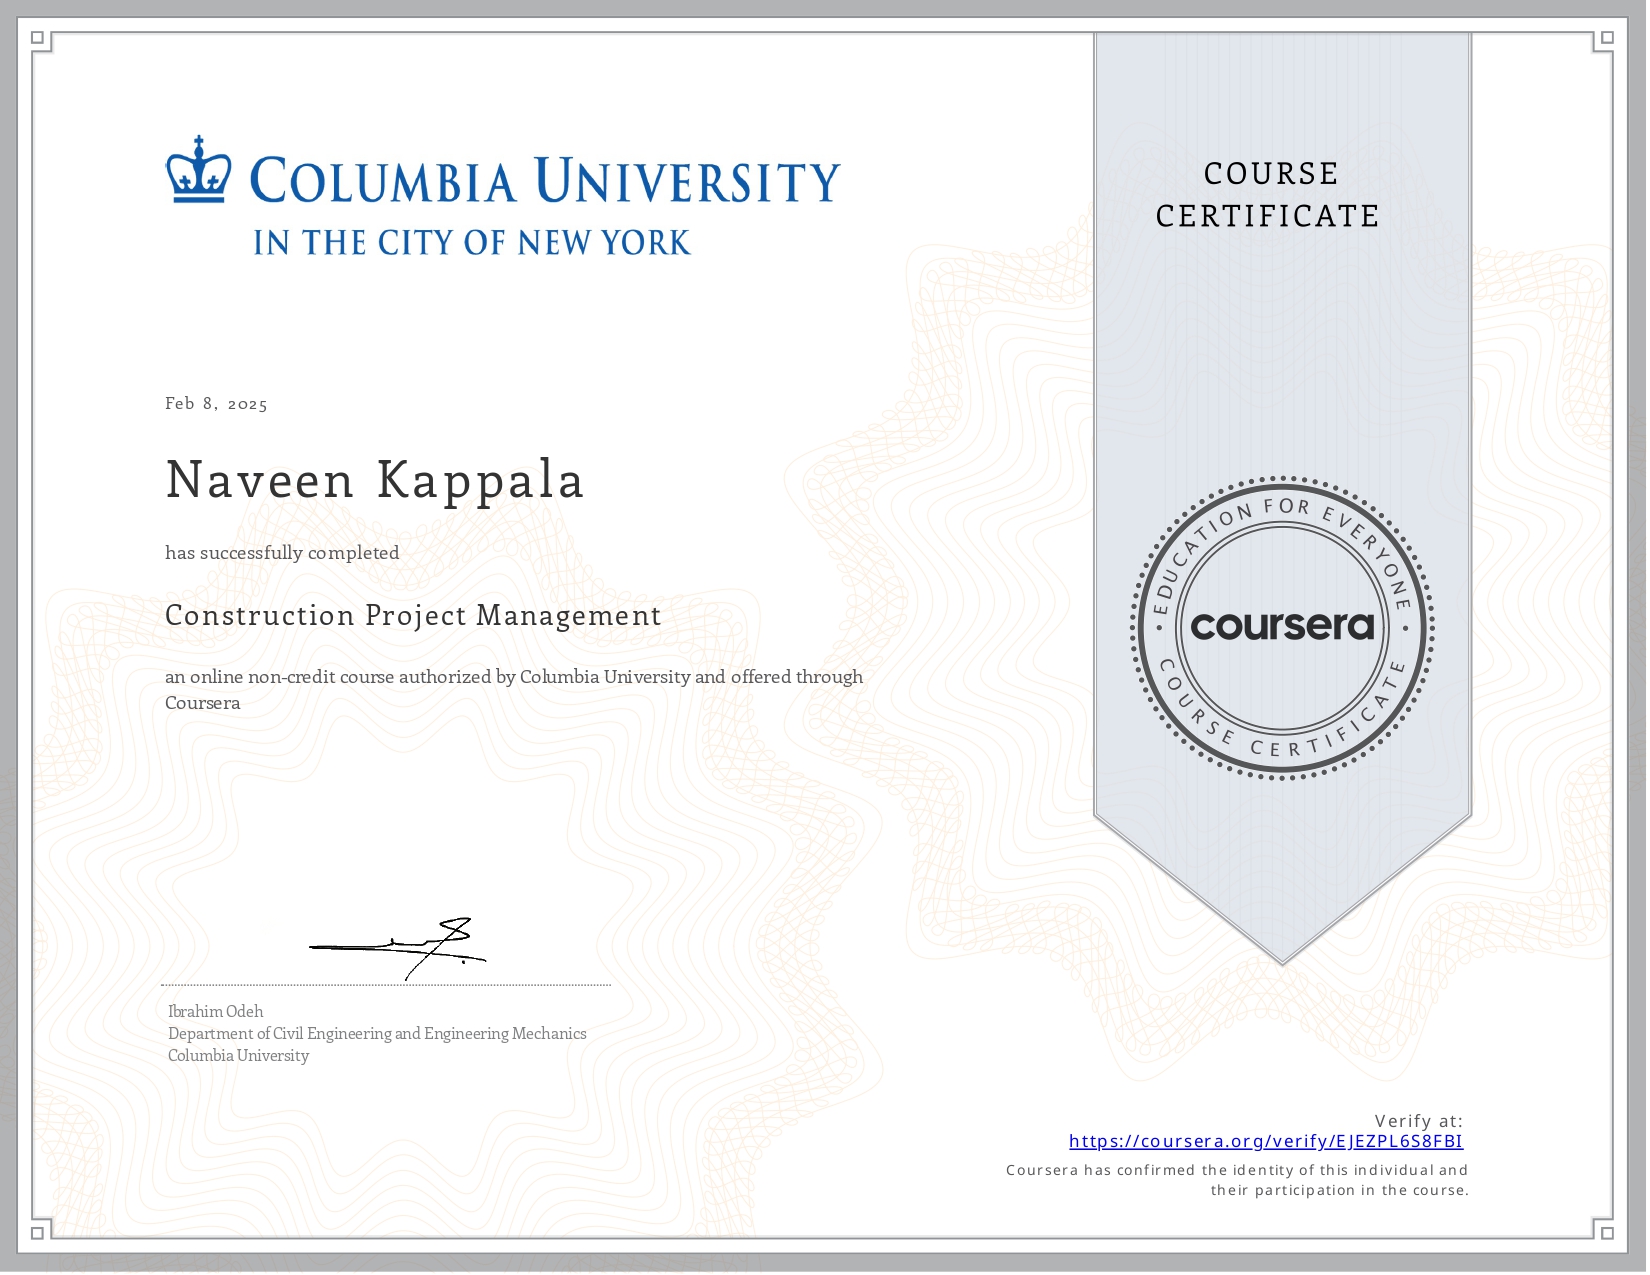 COLUMBIA UNIVERSITY
IN THE CITY OF NEW YORK
COURSE
CERTIFICATE
Feb 8, 2025
Naveen Kappala
has successfully completed
Construction Project Management
an online non-credit course authorized by Columbia University and offered through
Coursera
EDUCATION FOR EVERYONE
coursera
COURSE CERTIFICATE
Ibrahim Odeh
Department of Civil Engineering and Engineering Mechanics
Columbia University
Verify at:
https://coursera.org/verify/EJEZPL6S8FBI
Coursera has confirmed the identity of this individual and
their participation in the course.